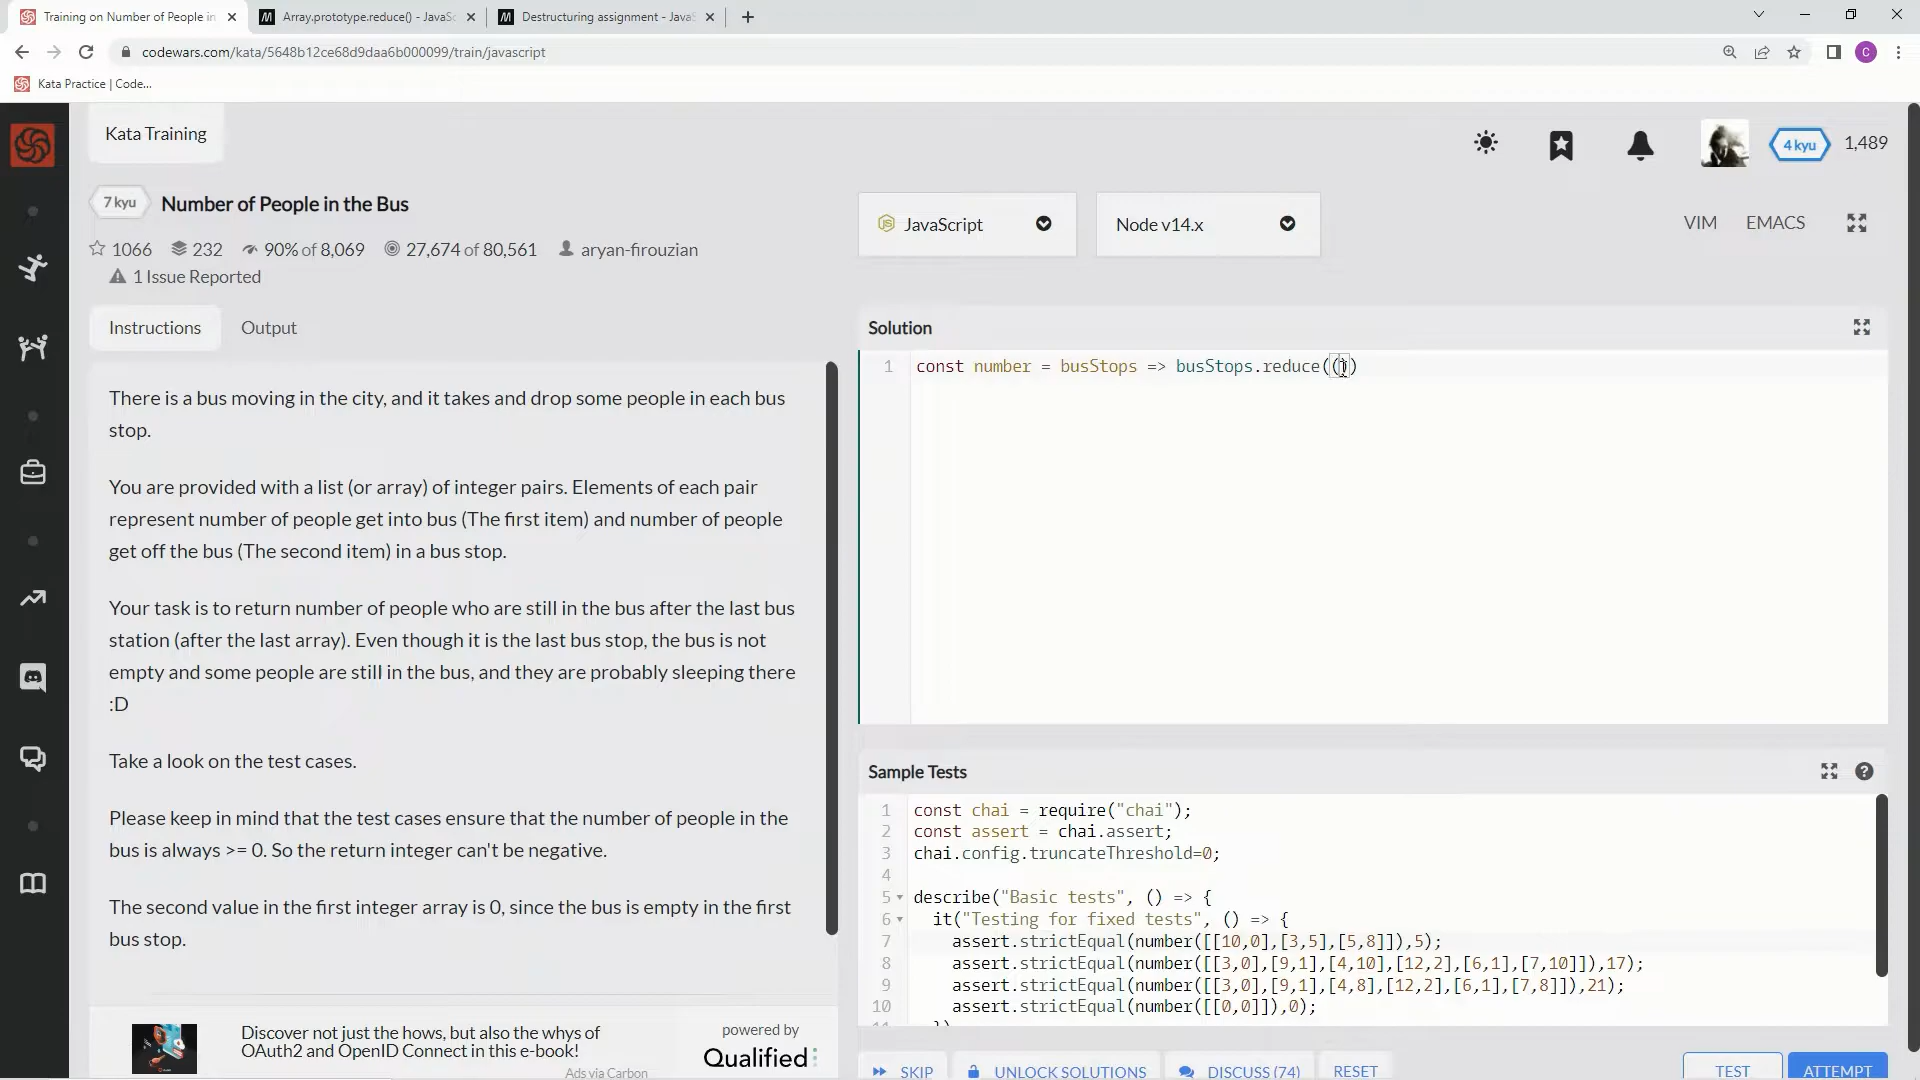 Training on Number of People in
Array.prototype.reduce() - JavaSc
Destructuring assignment - Java
codewars.com/kata/5648b12ce68d9daa6b000099/train/javascript
C
Kata Practice | Code...
Kata Training
4 kyu
1,489
7 kyu
Number of People in the Bus
1066
232
90% of 8,069
27,674 of 80,561
aryan-firouzian
1 Issue Reported
JavaScript
Node v14.x
VIM
EMACS
Instructions
Output
There is a bus moving in the city, and it takes and drop some people in each bus
stop.
You are provided with a list (or array) of integer pairs. Elements of each pair
represent number of people get into bus (The first item) and number of people
get off the bus (The second item) in a bus stop.
Your task is to return number of people who are still in the bus after the last bus
station (after the last array). Even though it is the last bus stop, the bus is not
empty and some people are still in the bus, and they are probably sleeping there
:D
Take a look on the test cases.
Please keep in mind that the test cases ensure that the number of people in the
bus is always >= 0. So the return integer can't be negative.
The second value in the first integer array is 0, since the bus is empty in the first
bus stop.
Discover not just the hows, but also the whys of
OAuth2 and OpenID Connect in this e-book!
Ads via Carbon
powered by
Qualified
Solution
1 const number = busStops => busStops.reduce(())
Sample Tests
1 const chai = require("chai");
2 const assert = chai.assert;
3 chai.config.truncateThreshold=0;
4
5 describe("Basic tests", () => {
6 it("Testing for fixed tests", () => {
7 assert.strictEqual(number([[10,0],[3,5],[5,8]]),5);
8 assert.strictEqual(number([[3,0],[9,1],[4,10],[12,2],[6,1],[7,10]]),17);
9 assert.strictEqual(number([[3,0],[9,1],[4,8],[12,2],[6,1],[7,8]]),21);
10 assert.strictEqual(number([[0,0]]),0);
SKIP
UNLOCK SOLUTIONS
DISCUSS (74)
RESET
TEST
ATTEMPT